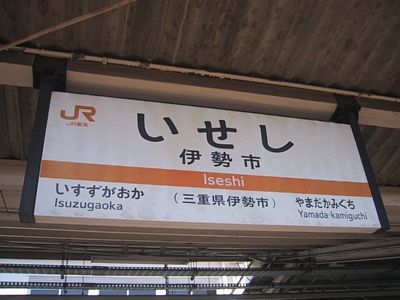 JR
JR東海
いせし
伊勢市
Iseshi
いすずがおか
Isuzugaoka
(三重県伊勢市)
やまだかみぐち
Yamada-kamiguchi